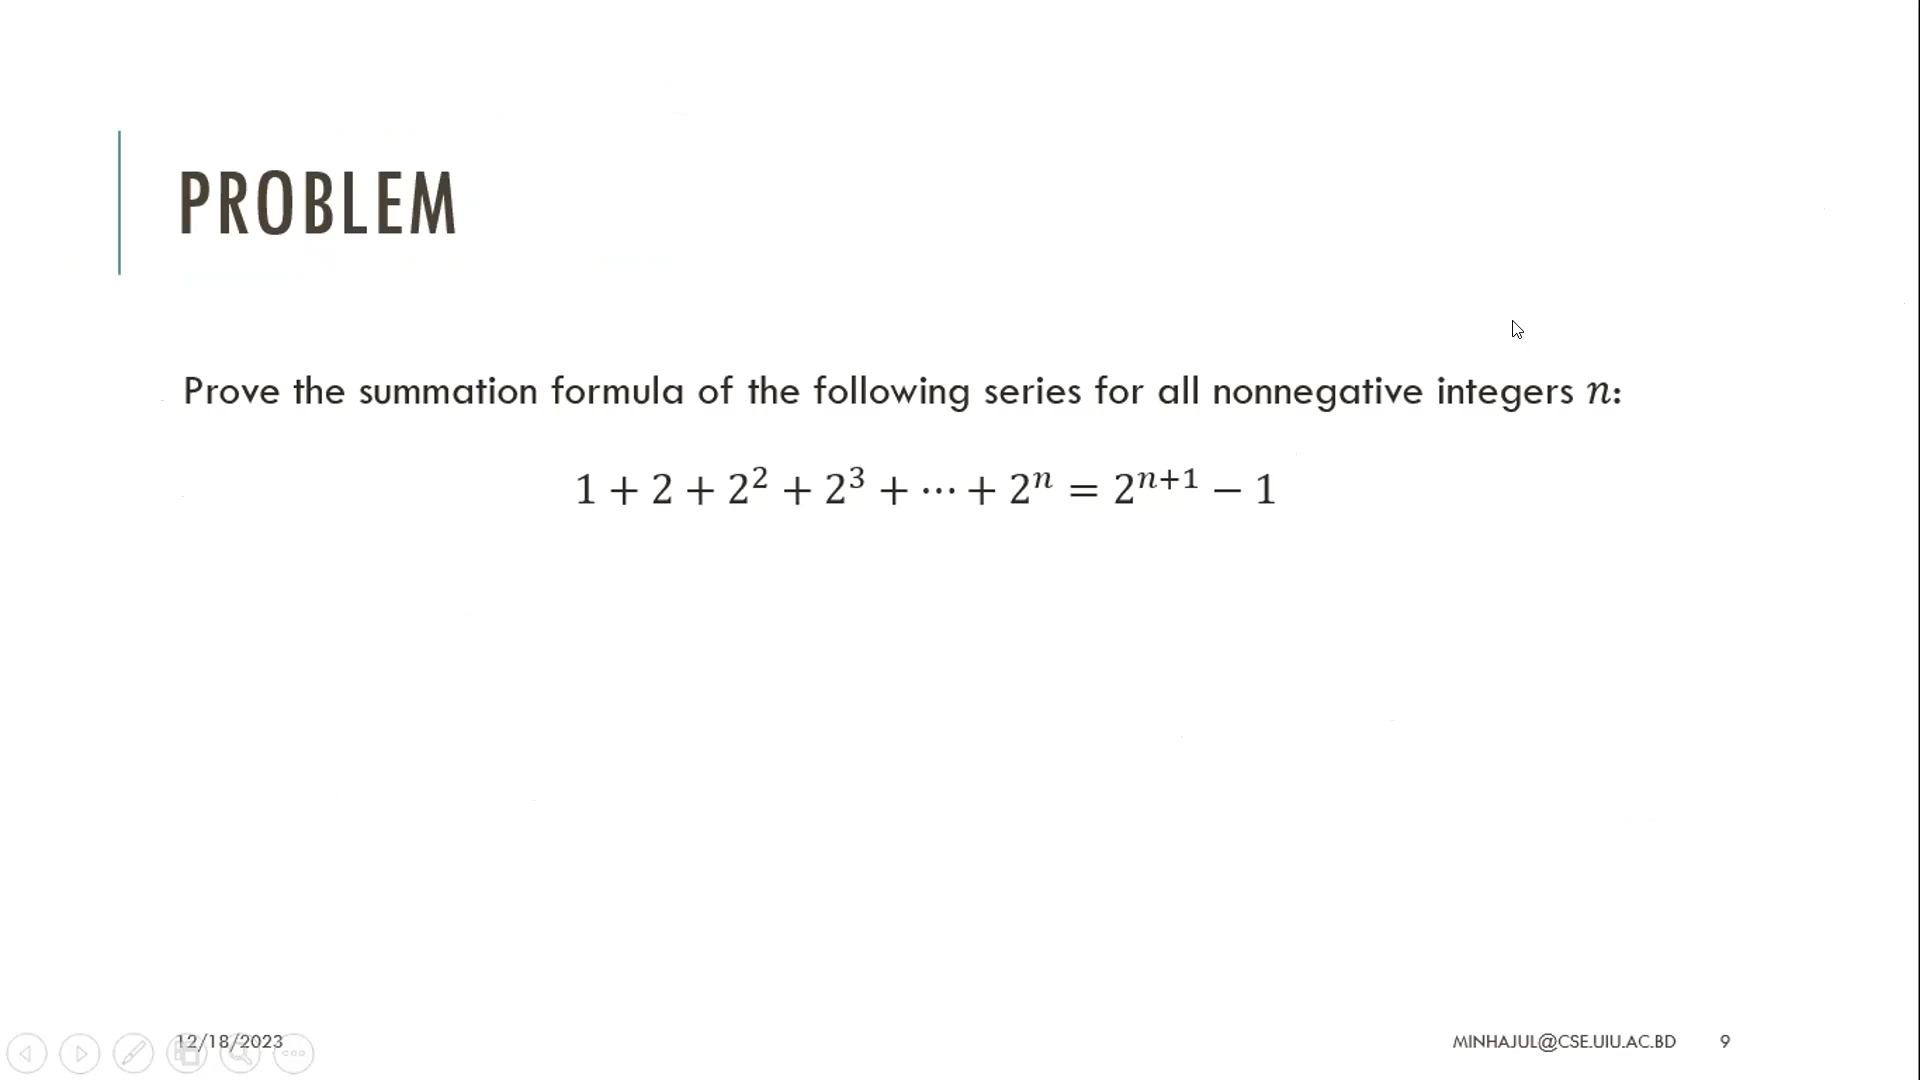 PROBLEM
Prove the summation formula of the following series for all nonnegative integers n:
1 + 2 + 2² + 2³ + ⋯ + 2ⁿ = 2ⁿ⁺¹ − 1
12/18/2023
MINHAJUL@CSE.UIU.AC.BD 9